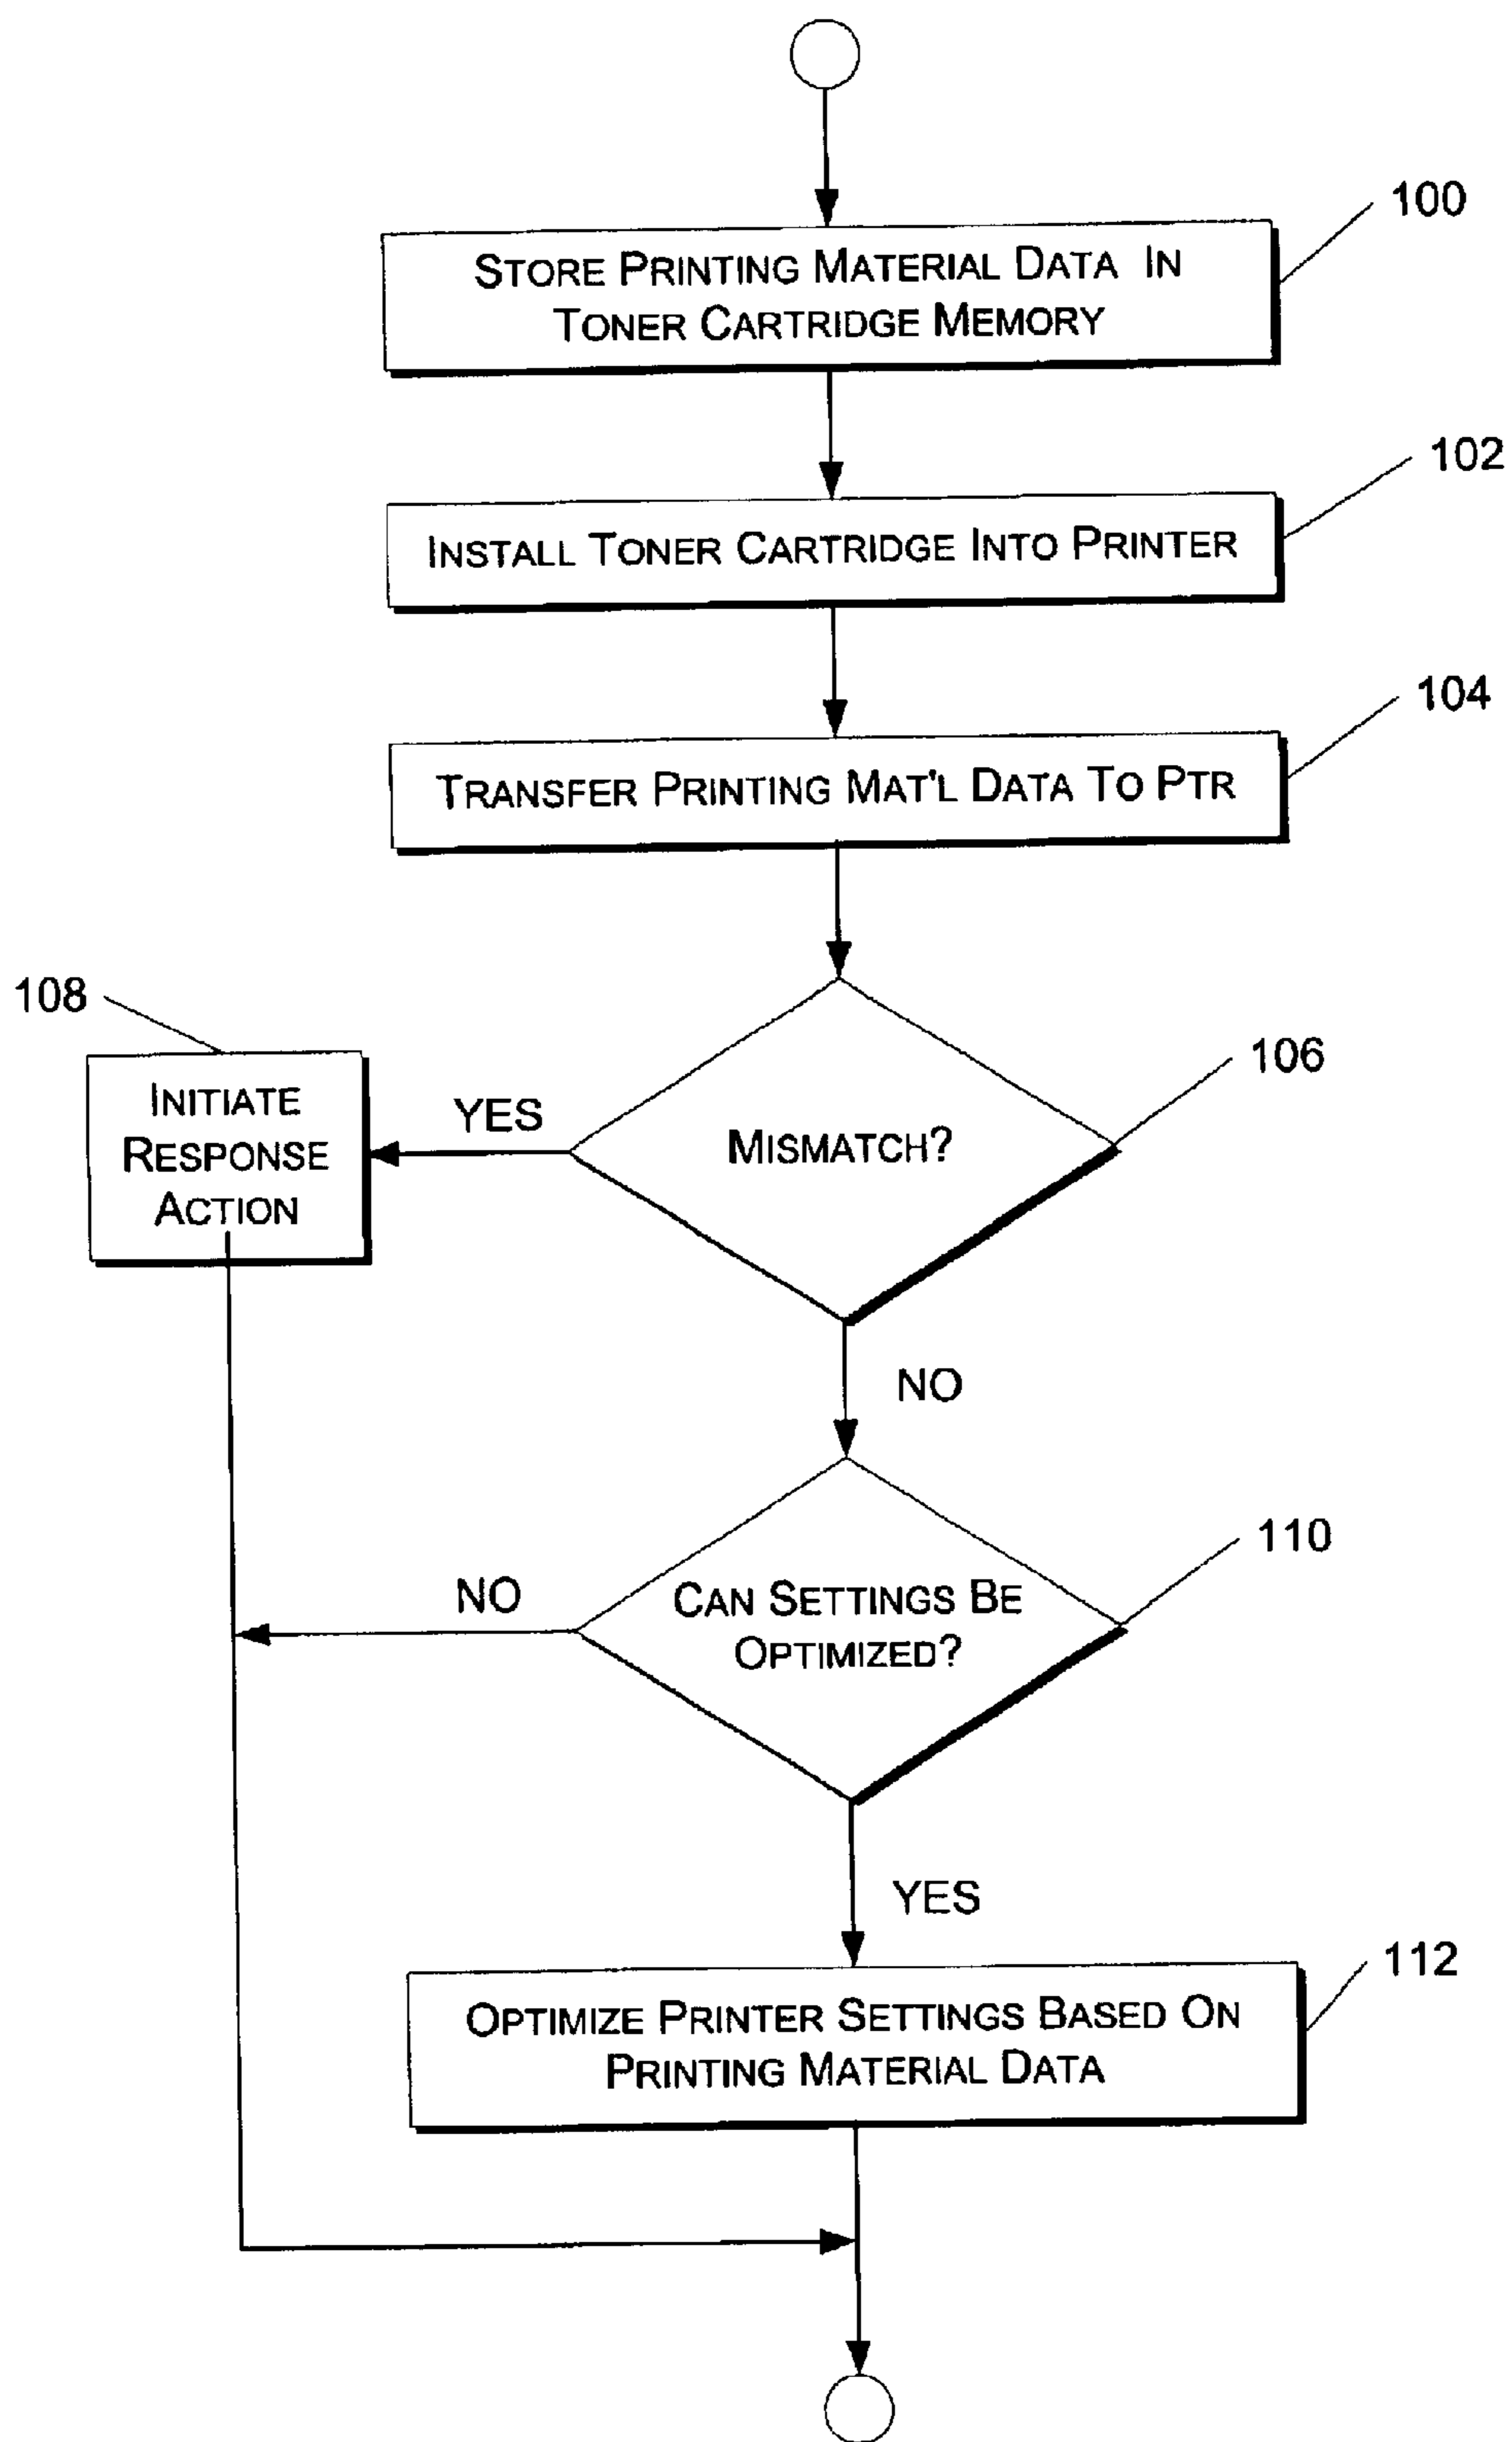 100
STORE PRINTING MATERIAL DATA IN
TONER CARTRIDGE MEMORY
102
INSTALL TONER CARTRIDGE INTO PRINTER
104
TRANSFER PRINTING MAT'L DATA TO PTR
108
INITIATE
RESPONSE
ACTION
YES
106
MISMATCH?
NO
110
NO
CAN SETTINGS BE
OPTIMIZED?
YES
112
OPTIMIZE PRINTER SETTINGS BASED ON
PRINTING MATERIAL DATA